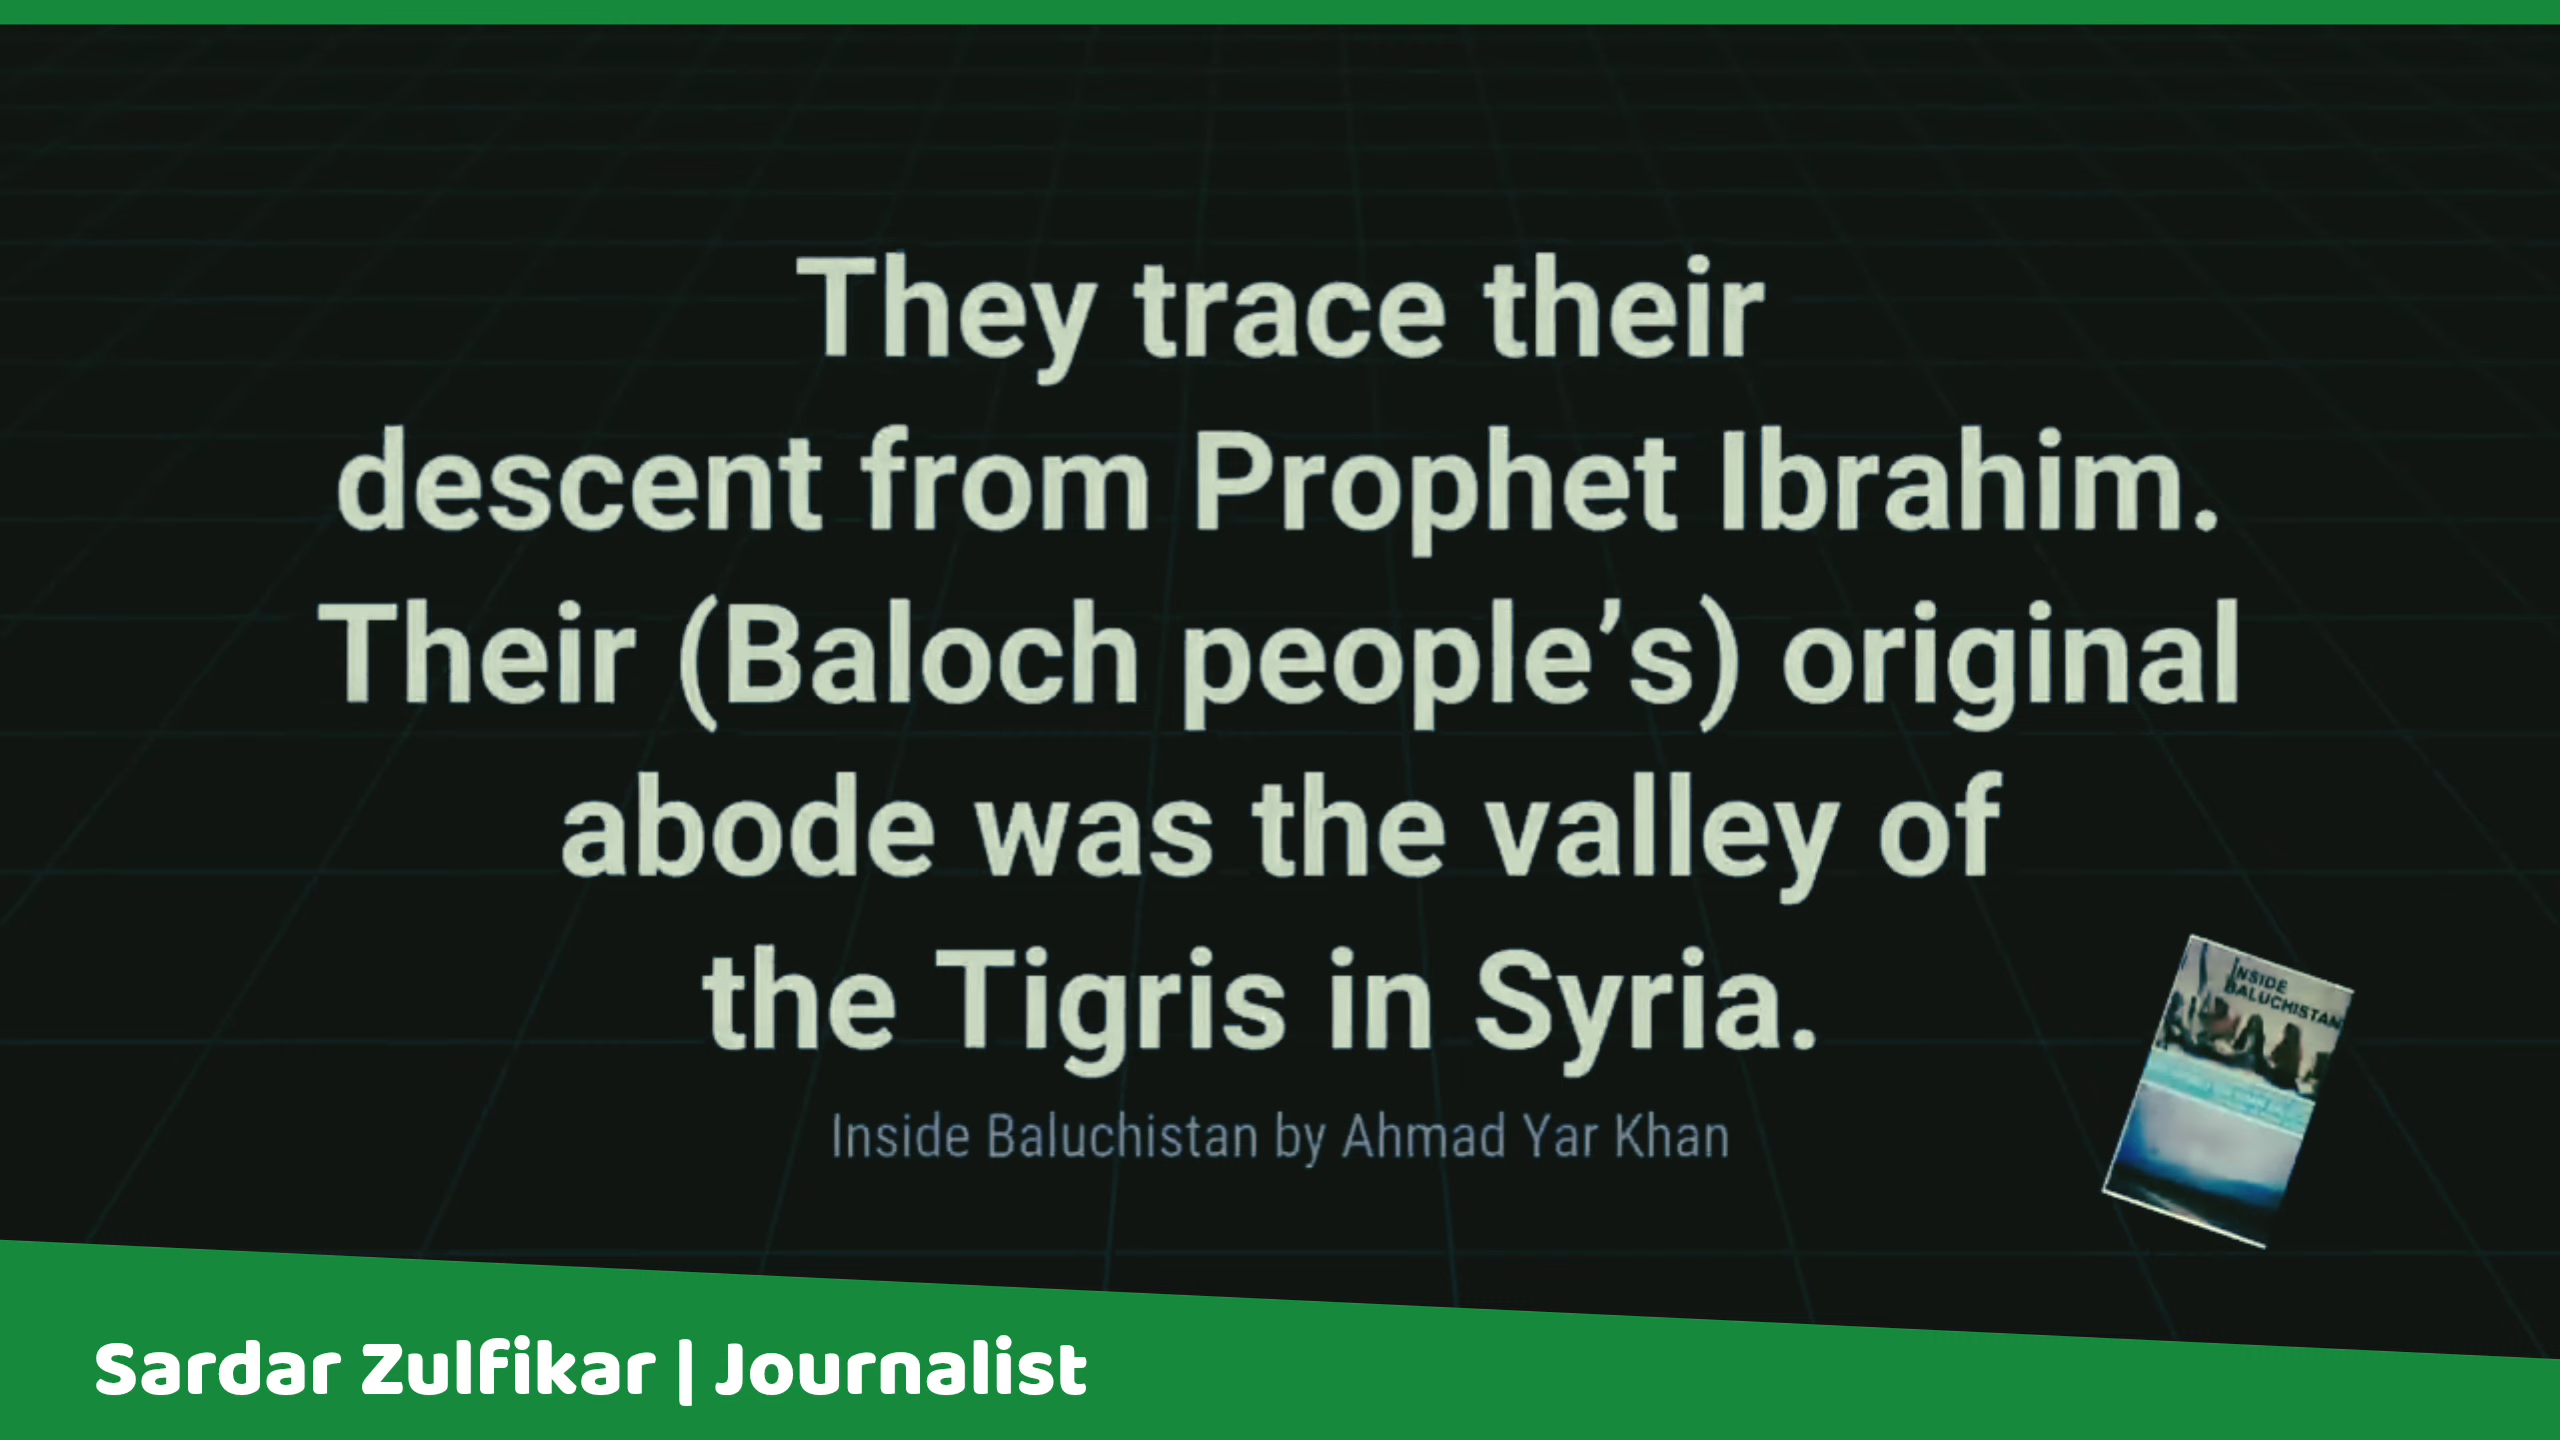 They trace their
descent from Prophet Ibrahim.
Their (Baloch people’s) original
abode was the valley of
the Tigris in Syria.
Inside Baluchistan by Ahmad Yar Khan
INSIDE
BALUCHISTAN
Sardar Zulfikar | Journalist